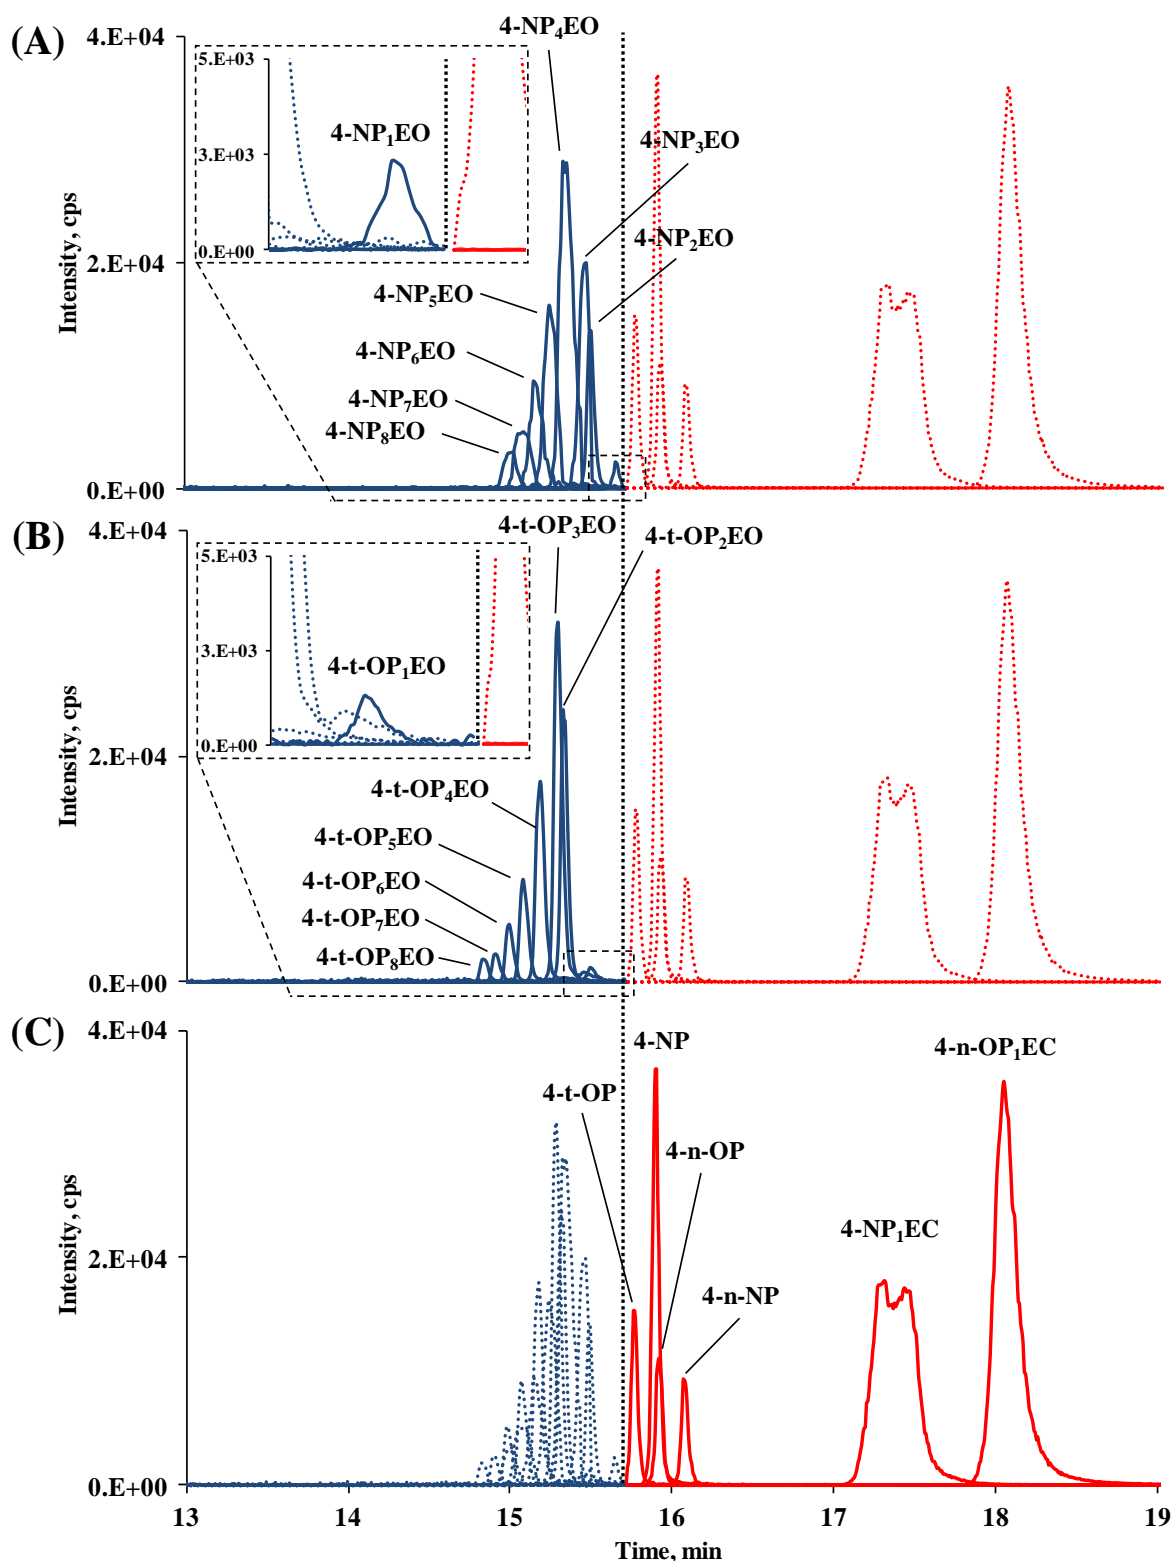 (A)
4.E+04
2.E+04
0.E+00
Intensity, cps
5.E+03
3.E+03
0.E+00
4-NP₁EO
4-NP₄EO
4-NP₃EO
4-NP₂EO
4-NP₅EO
4-NP₆EO
4-NP₇EO
4-NP₈EO
(B)
4.E+04
2.E+04
0.E+00
Intensity, cps
5.E+03
3.E+03
0.E+00
4-t-OP₁EO
4-t-OP₃EO
4-t-OP₂EO
4-t-OP₄EO
4-t-OP₅EO
4-t-OP₆EO
4-t-OP₇EO
4-t-OP₈EO
(C)
4.E+04
2.E+04
0.E+00
Intensity, cps
4-NP
4-n-OP₁EC
4-t-OP
4-n-OP
4-NP₁EC
4-n-NP
13 14 15 16 17 18 19
Time, min